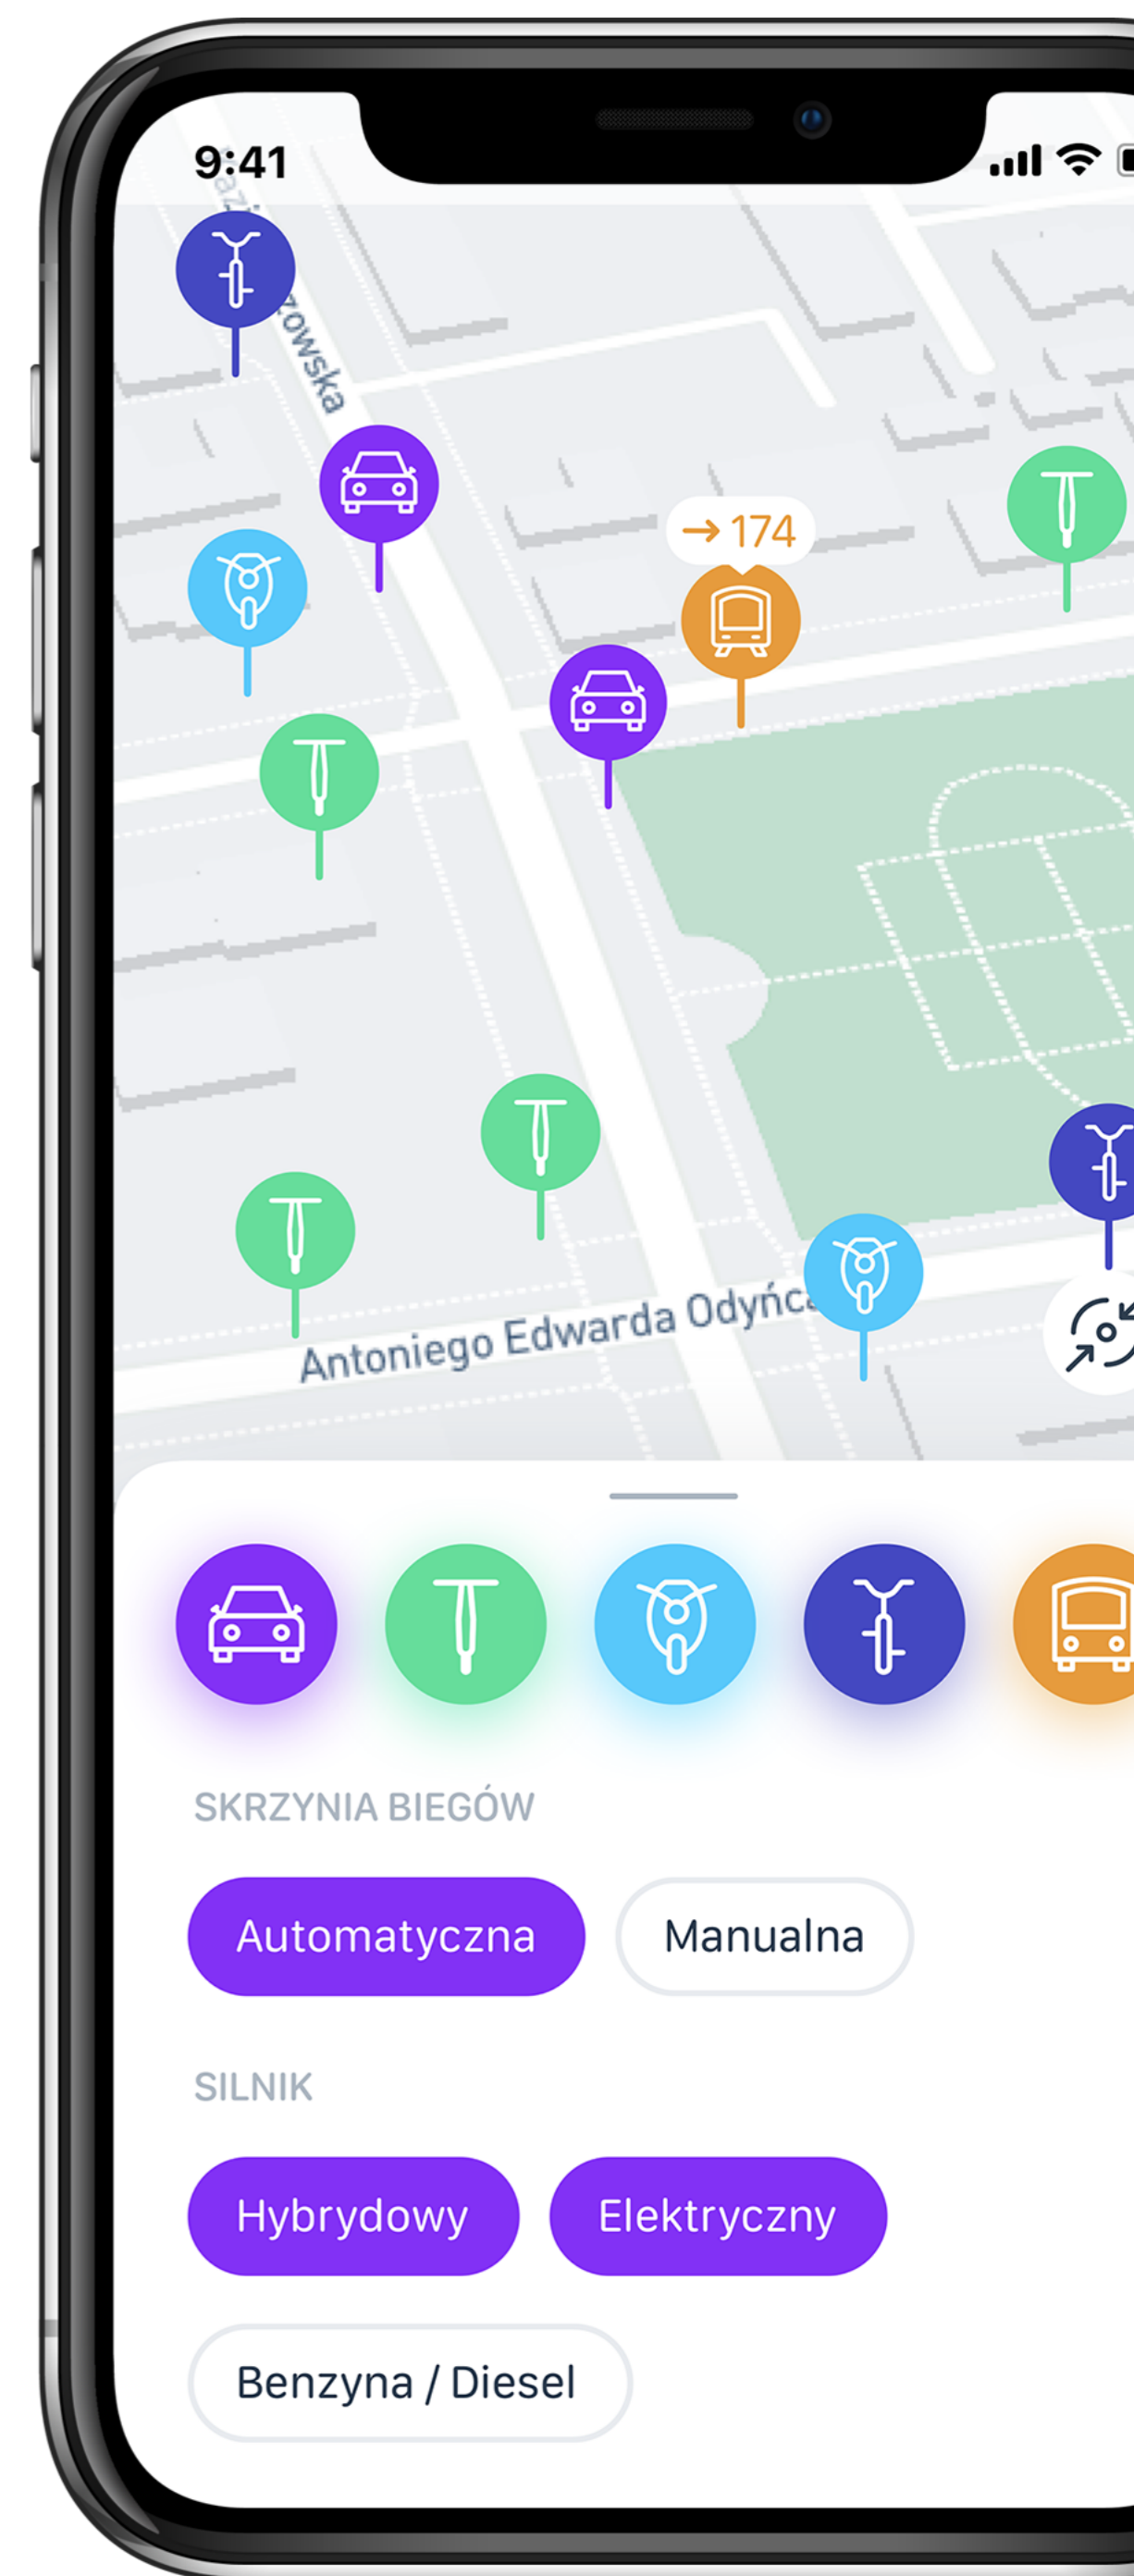 9:41
→ 174
Antoniego Edwarda Odyńca
SKRZYNIA BIEGÓW
Automatyczna
Manualna
SILNIK
Hybrydowy
Elektryczny
Benzyna / Diesel